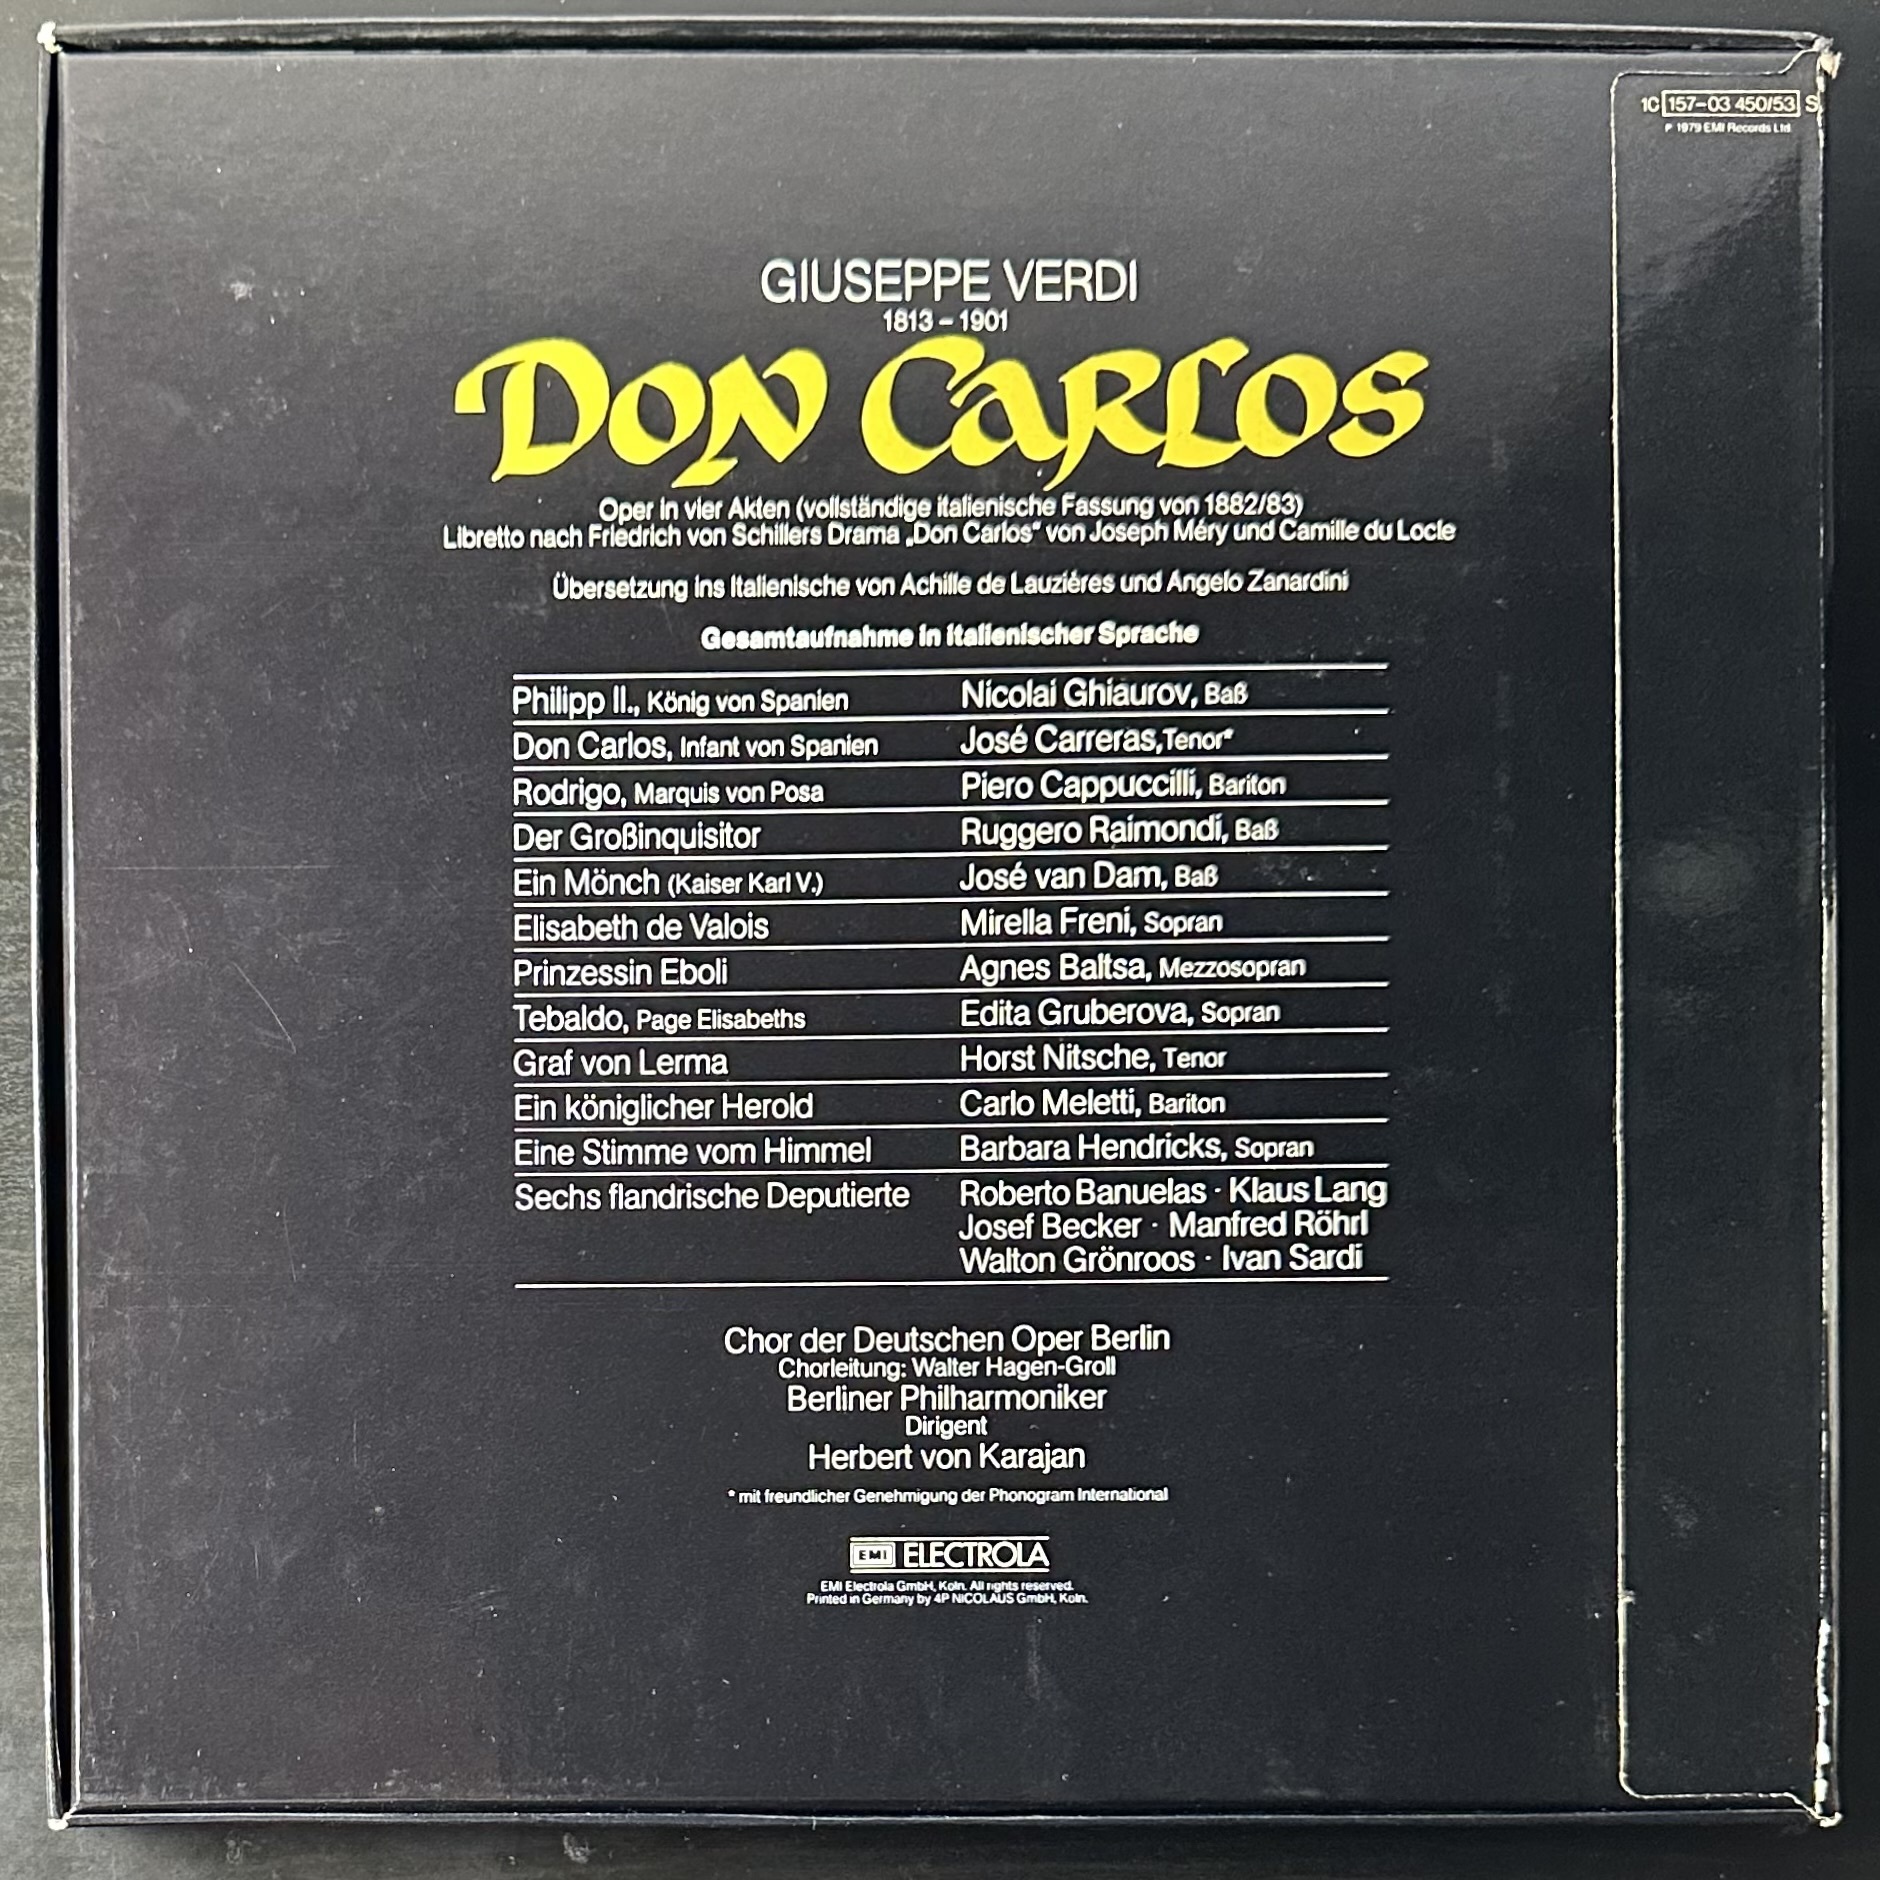 1C 157–03 450/53 S
P 1979 EMI Records Ltd
GIUSEPPE VERDI
1813 – 1901
DON CARLOS
Oper in vier Akten (vollständige italienische Fassung von 1882/83)
Libretto nach Friedrich von Schillers Drama „Don Carlos“ von Joseph Méry und Camille du Locle
Übersetzung ins Italienische von Achille de Lauziéres und Angelo Zanardini
Gesamtaufnahme in italienischer Sprache
Philipp II., König von Spanien Nicolai Ghiaurov, Baß
Don Carlos, Infant von Spanien José Carreras,Tenor*
Rodrigo, Marquis von Posa Piero Cappuccilli, Bariton
Der Großinquisitor Ruggero Raimondi, Baß
Ein Mönch (Kaiser Karl V.) José van Dam, Baß
Elisabeth de Valois Mirella Freni, Sopran
Prinzessin Eboli Agnes Baltsa, Mezzosopran
Tebaldo, Page Elisabeths Edita Gruberova, Sopran
Graf von Lerma Horst Nitsche, Tenor
Ein königlicher Herold Carlo Meletti, Bariton
Eine Stimme vom Himmel Barbara Hendricks, Sopran
Sechs flandrische Deputierte Roberto Banuelas · Klaus Lang
Josef Becker · Manfred Röhrl
Walton Grönroos · Ivan Sardi
Chor der Deutschen Oper Berlin
Chorleitung: Walter Hagen-Groll
Berliner Philharmoniker
Dirigent
Herbert von Karajan
* mit freundlicher Genehmigung der Phonogram International
EMI ELECTROLA
EMI Electrola GmbH, Köln. All rights reserved.
Printed in Germany by 4P NICOLAUS GmbH, Köln.